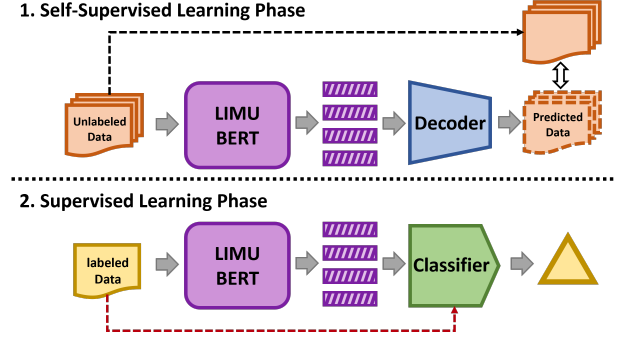 1. Self-Supervised Learning Phase
Unlabeled
Data
LIMU
BERT
Decoder
Predicted
Data
2. Supervised Learning Phase
labeled
Data
LIMU
BERT
Classifier